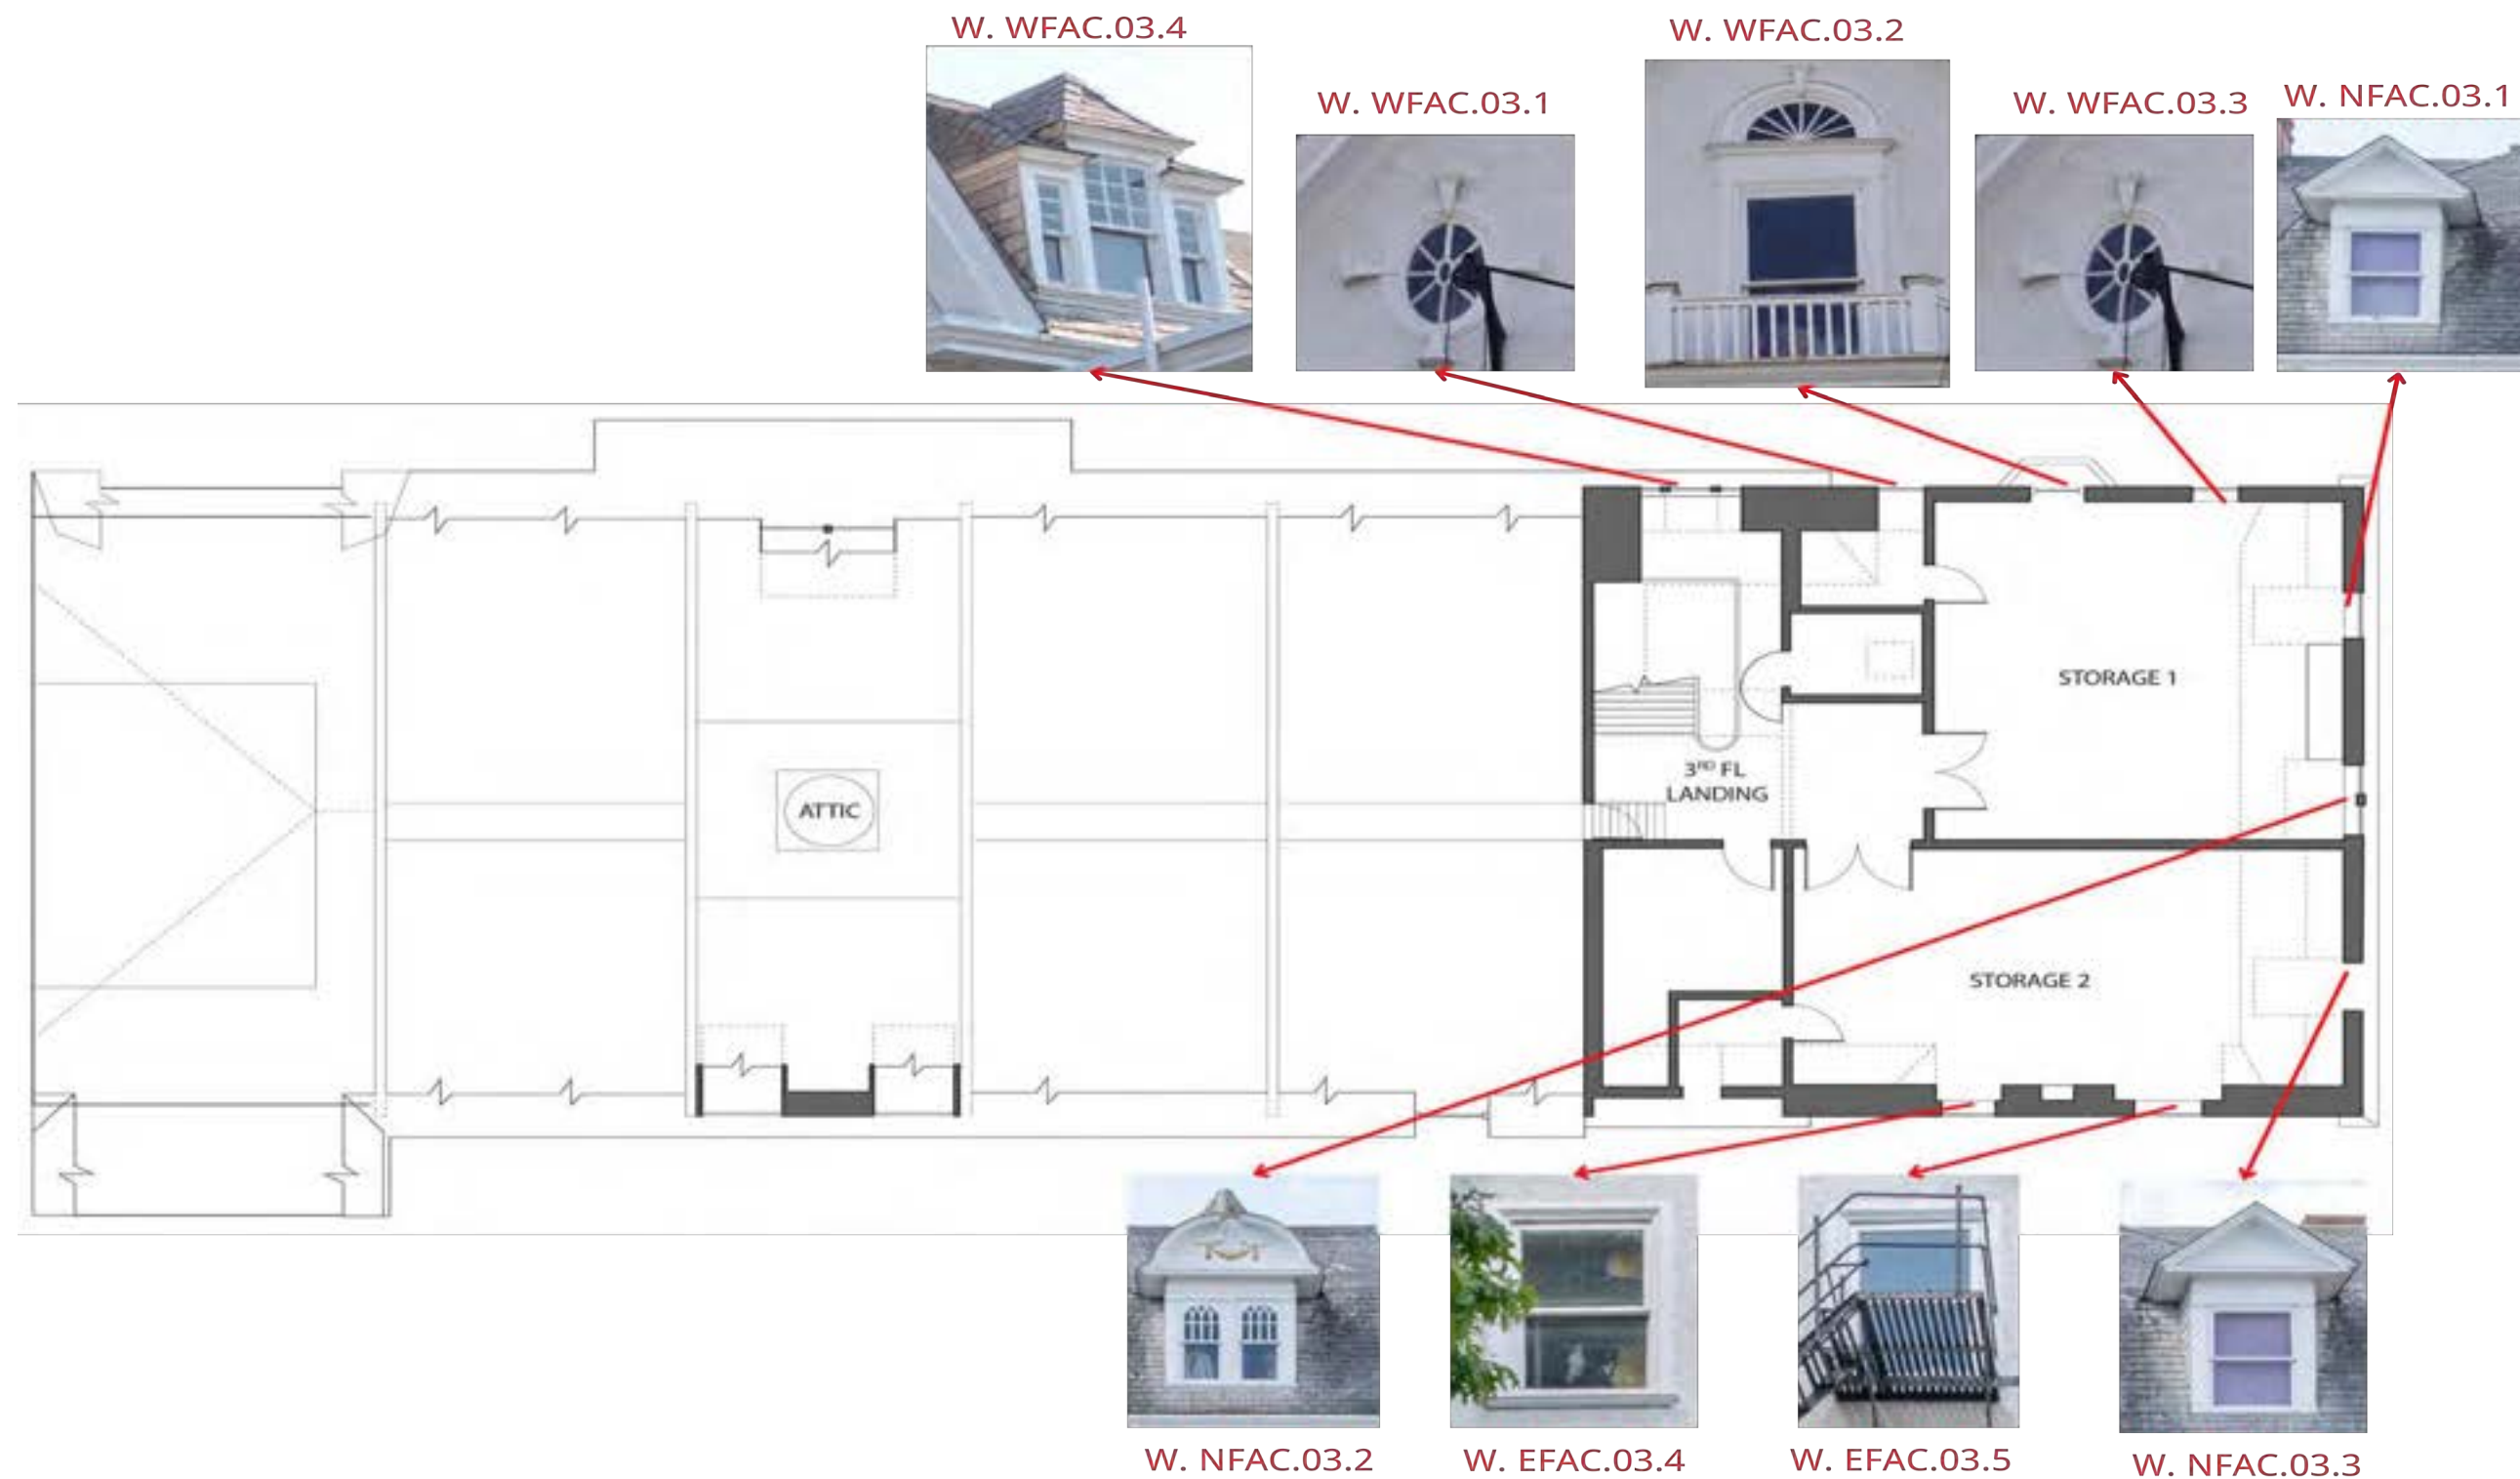 W. WFAC.03.4
W. WFAC.03.1
W. WFAC.03.2
W. WFAC.03.3
W. NFAC.03.1
STORAGE 1
3RD FL
LANDING
ATTIC
STORAGE 2
W. NFAC.03.2
W. EFAC.03.4
W. EFAC.03.5
W. NFAC.03.3